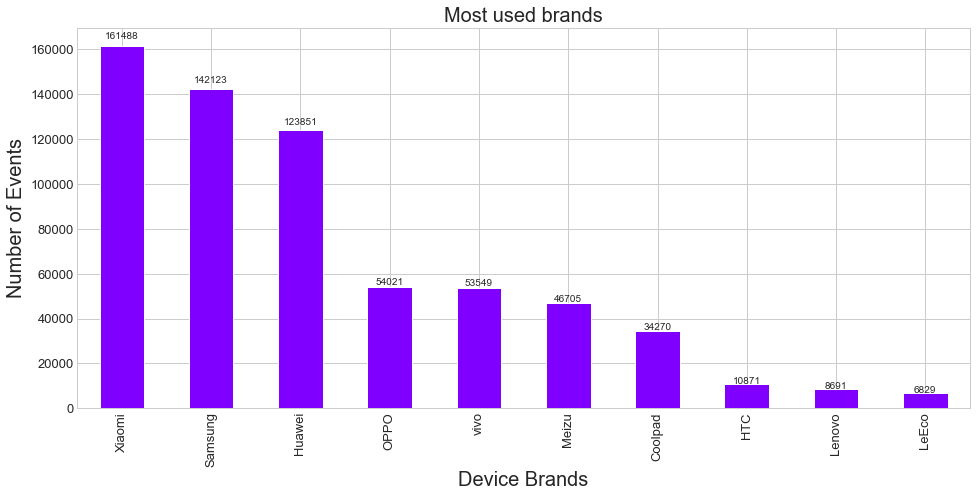 Most used brands
161488
142123
123851
54021
53549
46705
34270
10871
8691
6829
160000
140000
120000
100000
80000
60000
40000
20000
0
Number of Events
Xiaomi
Samsung
Huawei
OPPO
vivo
Meizu
Coolpad
HTC
Lenovo
LeEco
Device Brands